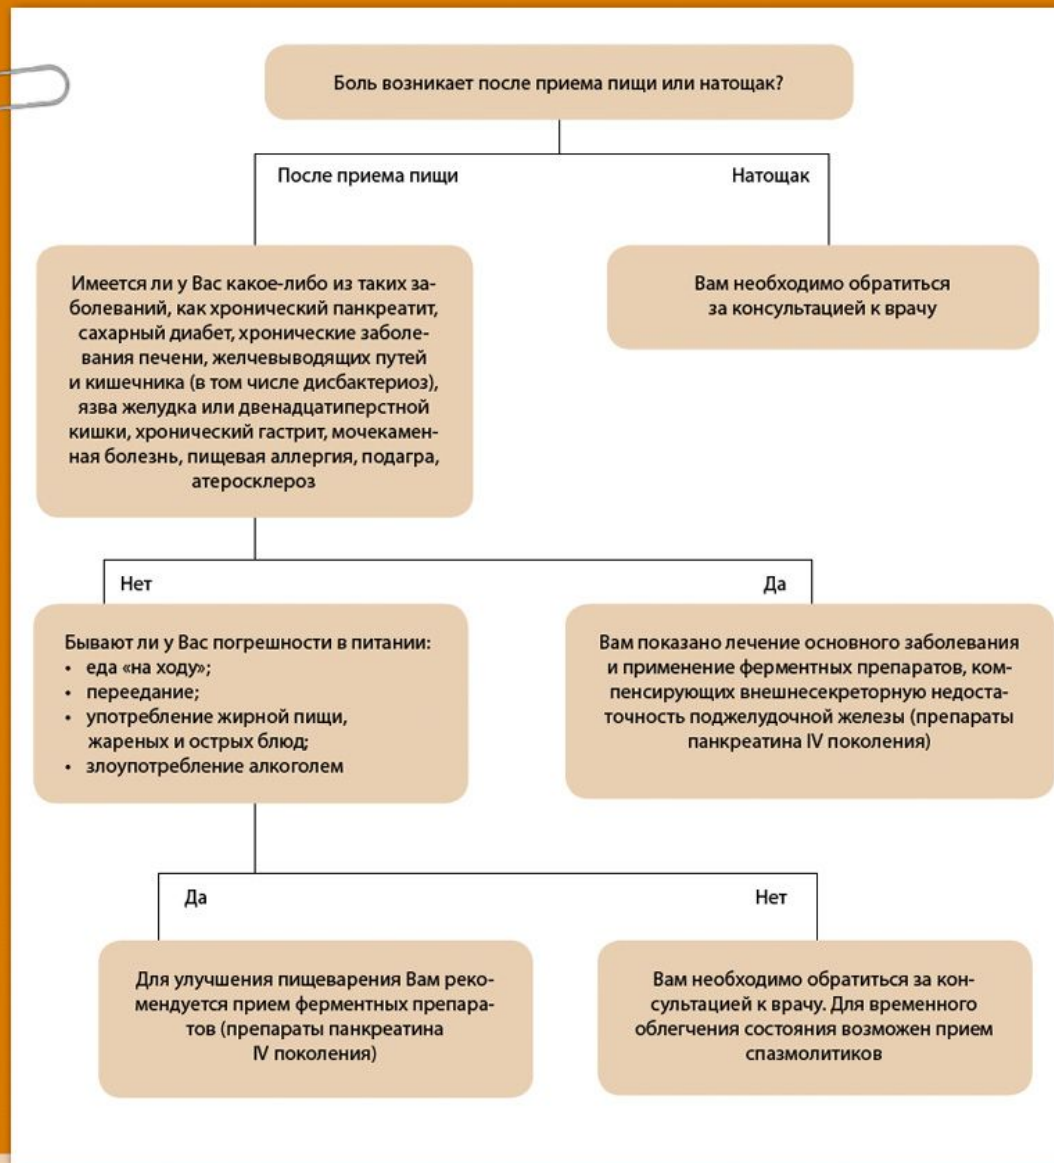 Боль возникает после приема пищи или натощак?
После приема пищи
Натощак
Имеется ли у Вас какое-либо из таких за-
болеваний, как хронический панкреатит,
сахарный диабет, хронические заболе-
вания печени, желчевыводящих путей
и кишечника (в том числе дисбактериоз),
язва желудка или двенадцатиперстной
кишки, хронический гастрит, мочекамен-
ная болезнь, пищевая аллергия, подагра,
атеросклероз
Вам необходимо обратиться
за консультацией к врачу
Нет
Да
Бывают ли у Вас погрешности в питании:
• еда «на ходу»;
• переедание;
• употребление жирной пищи,
жареных и острых блюд;
• злоупотребление алкоголем
Вам показано лечение основного заболевания
и применение ферментных препаратов, ком-
пенсирующих внешнесекреторную недоста-
точность поджелудочной железы (препараты
панкреатина IV поколения)
Да
Нет
Для улучшения пищеварения Вам реко-
мендуется прием ферментных препара-
тов (препараты панкреатина
IV поколения)
Вам необходимо обратиться за кон-
сультацией к врачу. Для временного
облегчения состояния возможен прием
спазмолитиков